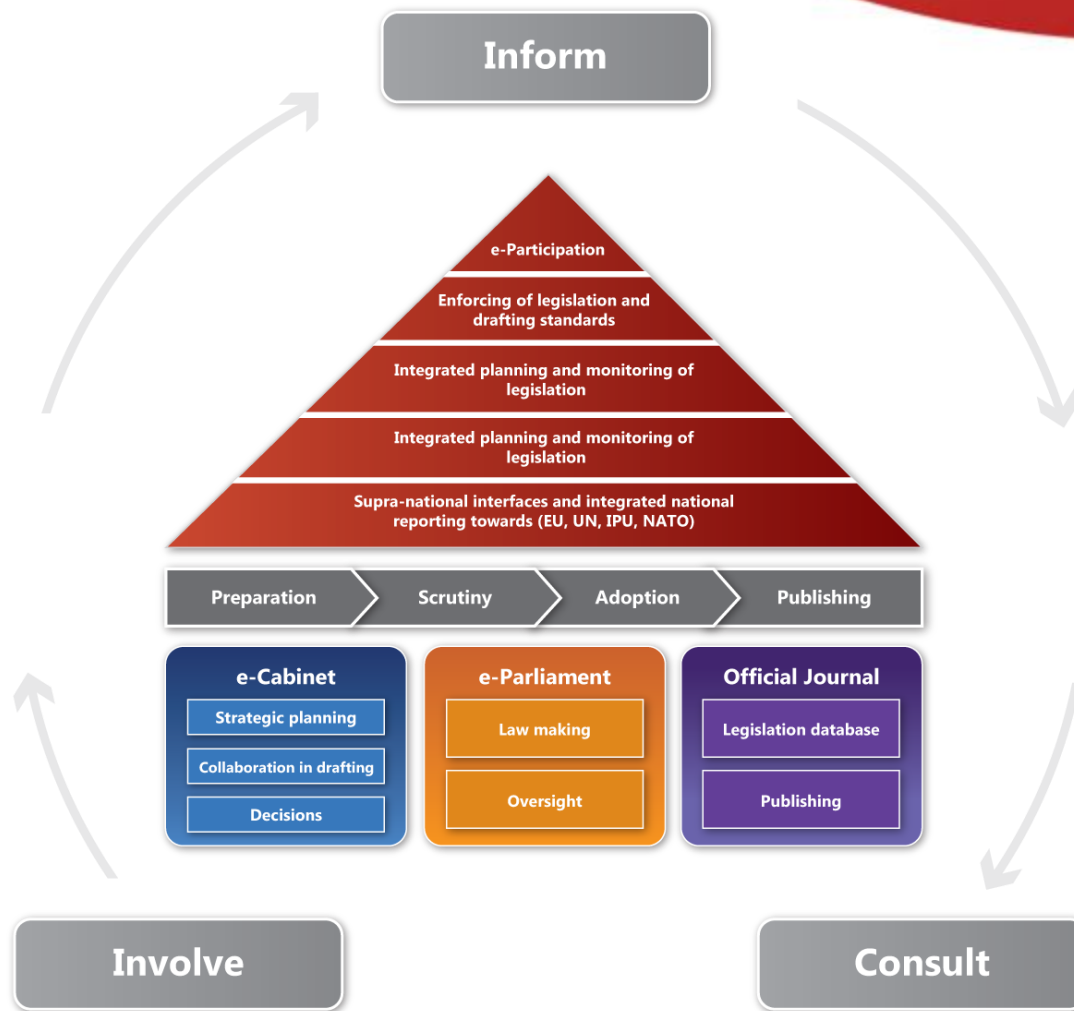 Inform
e-Participation
Enforcing of legislation and
drafting standards
Integrated planning and monitoring of
legislation
Integrated planning and monitoring of
legislation
Supra-national interfaces and integrated national
reporting towards (EU, UN, IPU, NATO)
Preparation
Scrutiny
Adoption
Publishing
e-Cabinet
Strategic planning
Collaboration in drafting
Decisions
e-Parliament
Law making
Oversight
Official Journal
Legislation database
Publishing
Involve
Consult